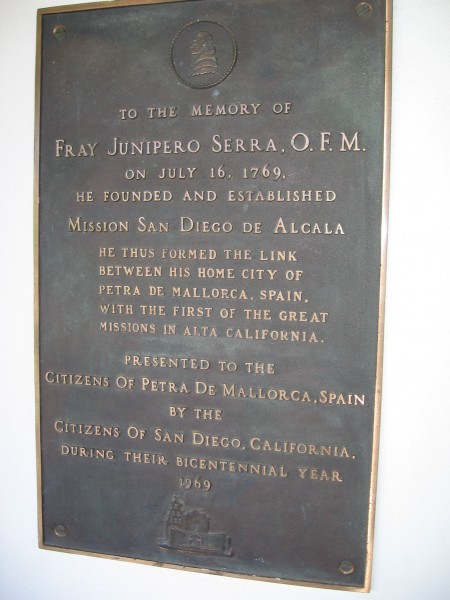 TO THE MEMORY OF
FRAY JUNIPERO SERRA, O.F.M.
ON JULY 16, 1769,
HE FOUNDED AND ESTABLISHED
MISSION SAN DIEGO DE ALCALA
HE THUS FORMED THE LINK
BETWEEN HIS HOME CITY OF
PETRA DE MALLORCA, SPAIN,
WITH THE FIRST OF THE GREAT
MISSIONS IN ALTA CALIFORNIA.
PRESENTED TO THE
CITIZENS OF PETRA DE MALLORCA, SPAIN
BY THE
CITIZENS OF SAN DIEGO, CALIFORNIA,
DURING THEIR BICENTENNIAL YEAR
1969